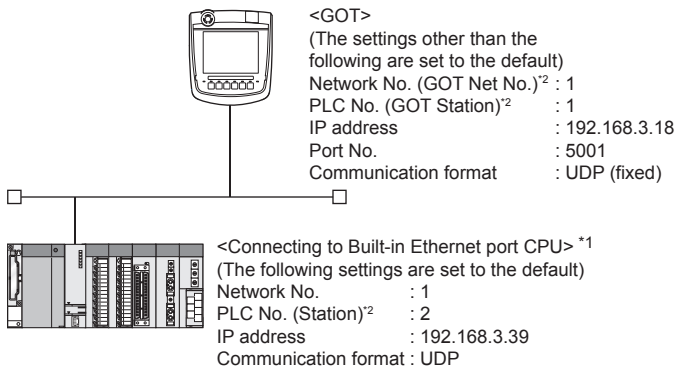 <GOT>
(The settings other than the
following are set to the default)
Network No. (GOT Net No.)*2 : 1
PLC No. (GOT Station)*2 : 1
IP address : 192.168.3.18
Port No. : 5001
Communication format : UDP (fixed)
<Connecting to Built-in Ethernet port CPU> *1
(The following settings are set to the default)
Network No. : 1
PLC No. (Station)*2 : 2
IP address : 192.168.3.39
Communication format : UDP